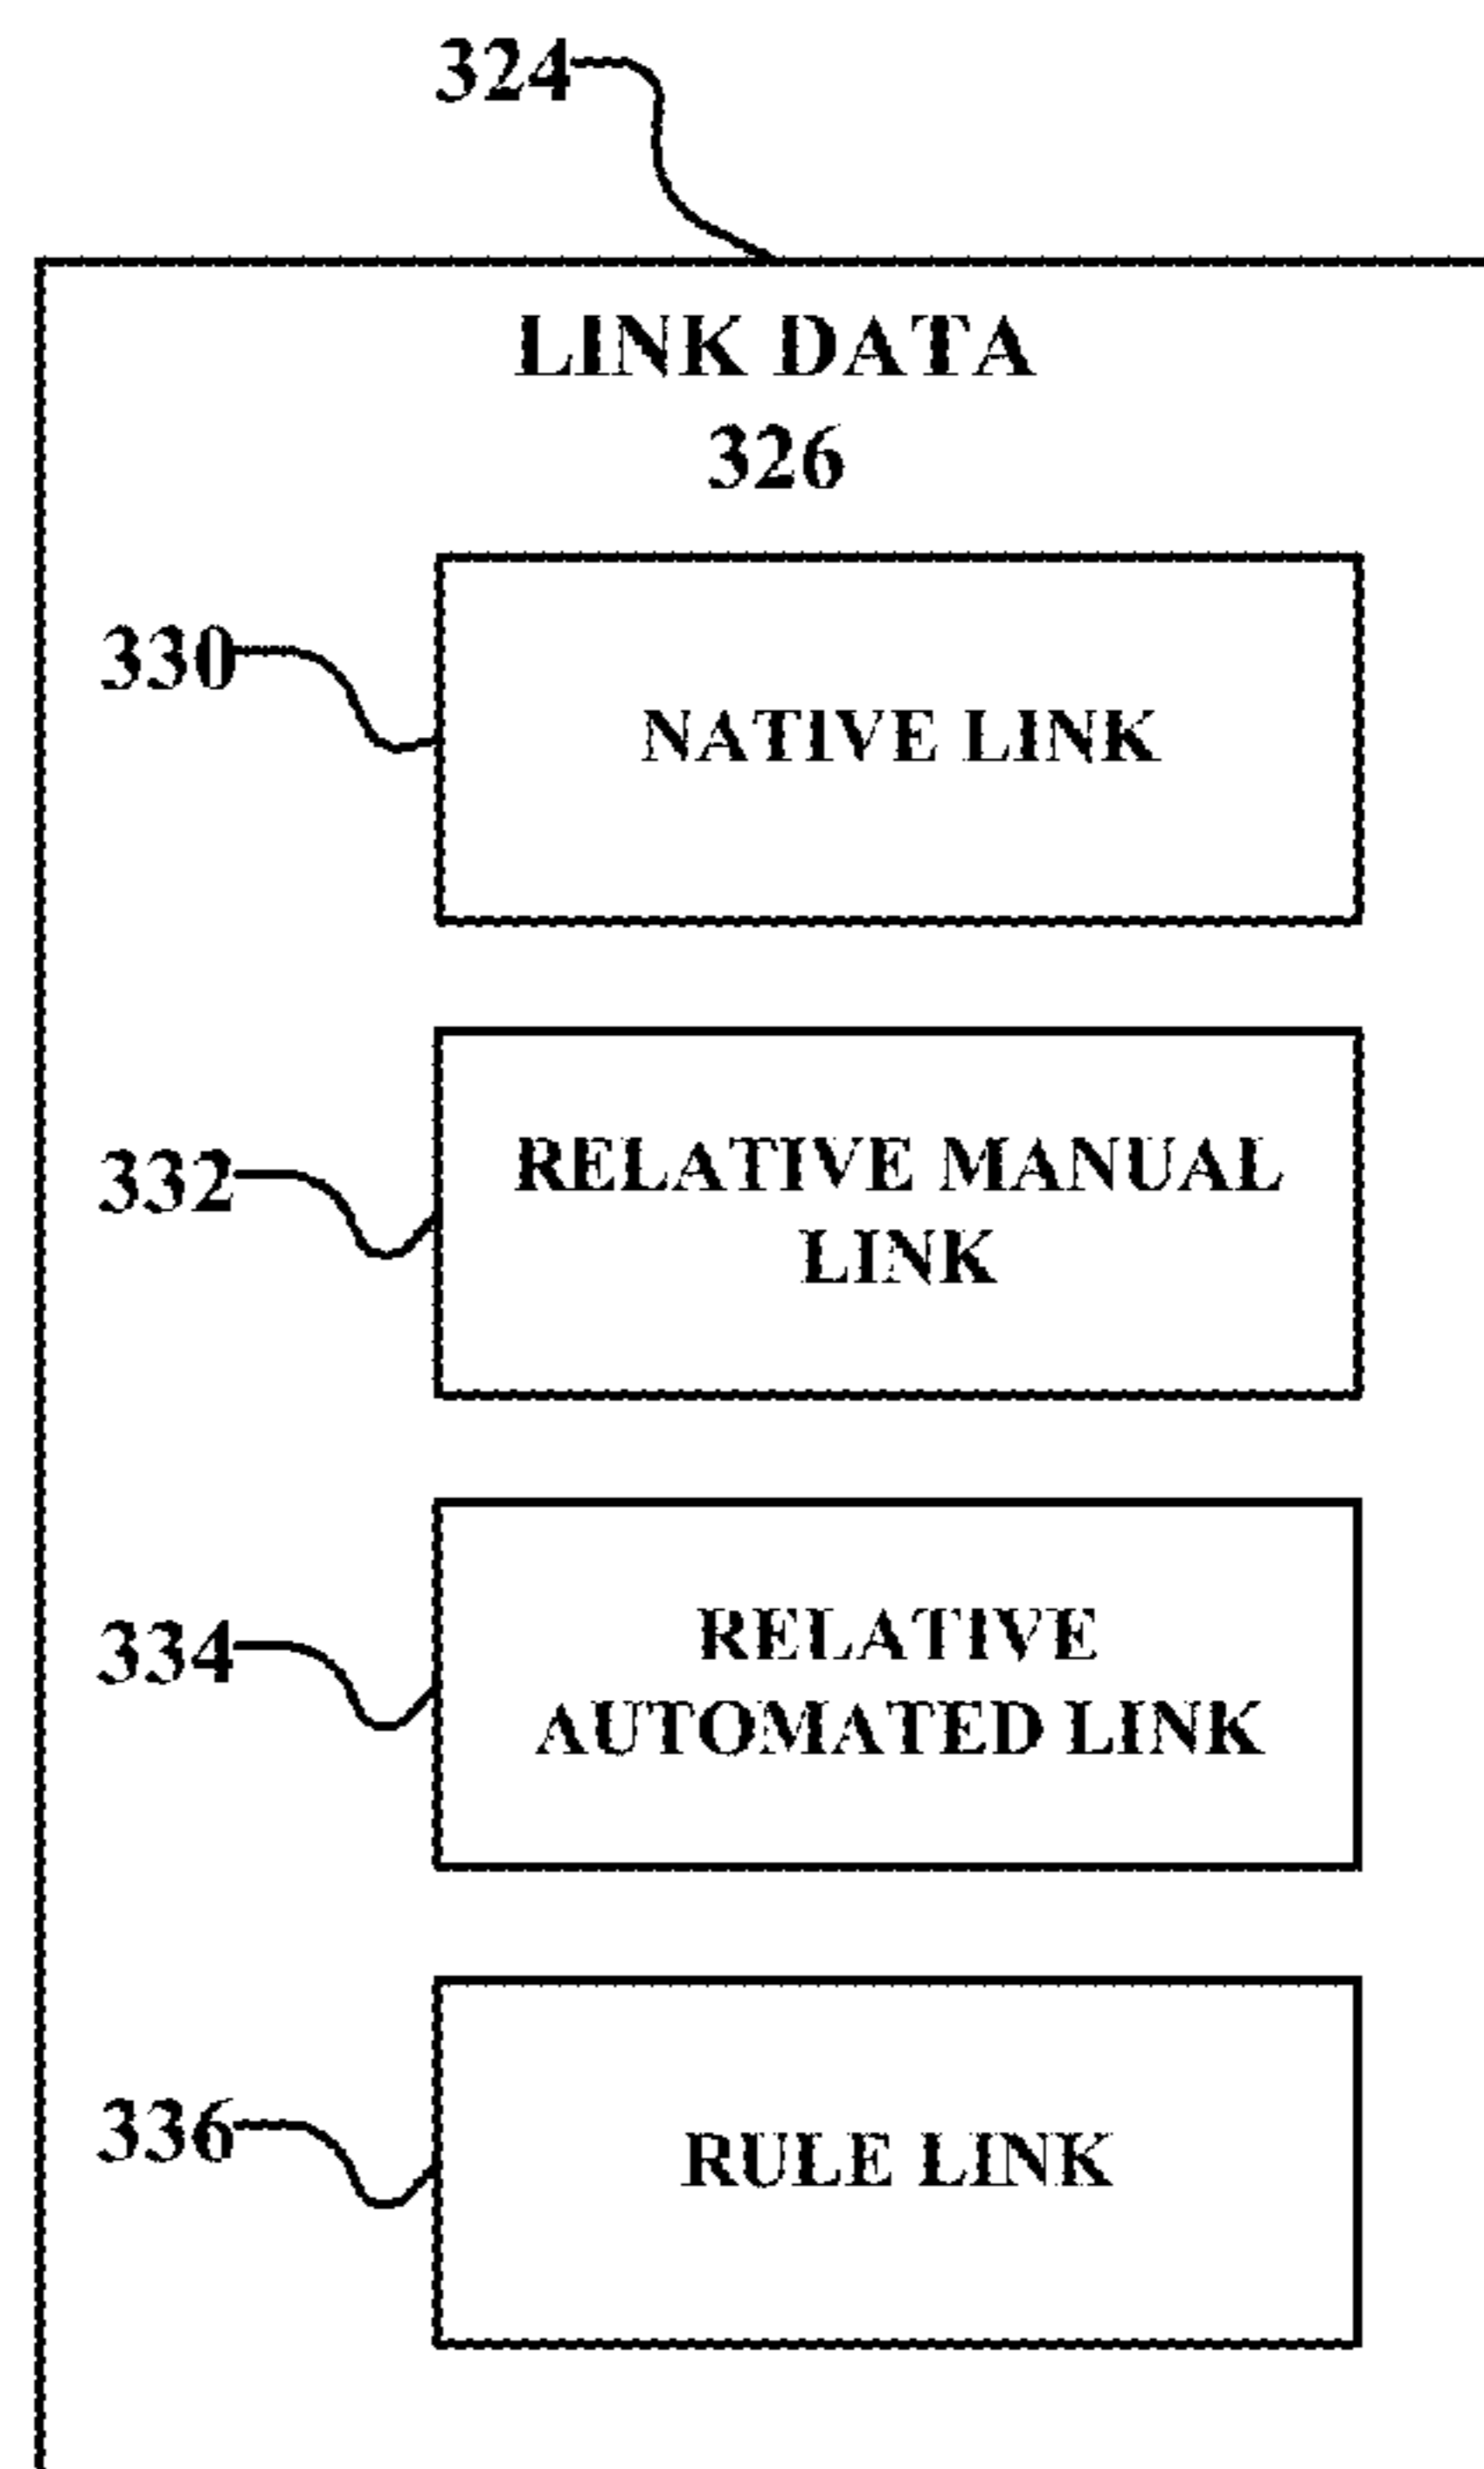 324
LINK DATA
326
330
NATIVE LINK
332
RELATIVE MANUAL
LINK
334
RELATIVE
AUTOMATED LINK
336
RULE LINK